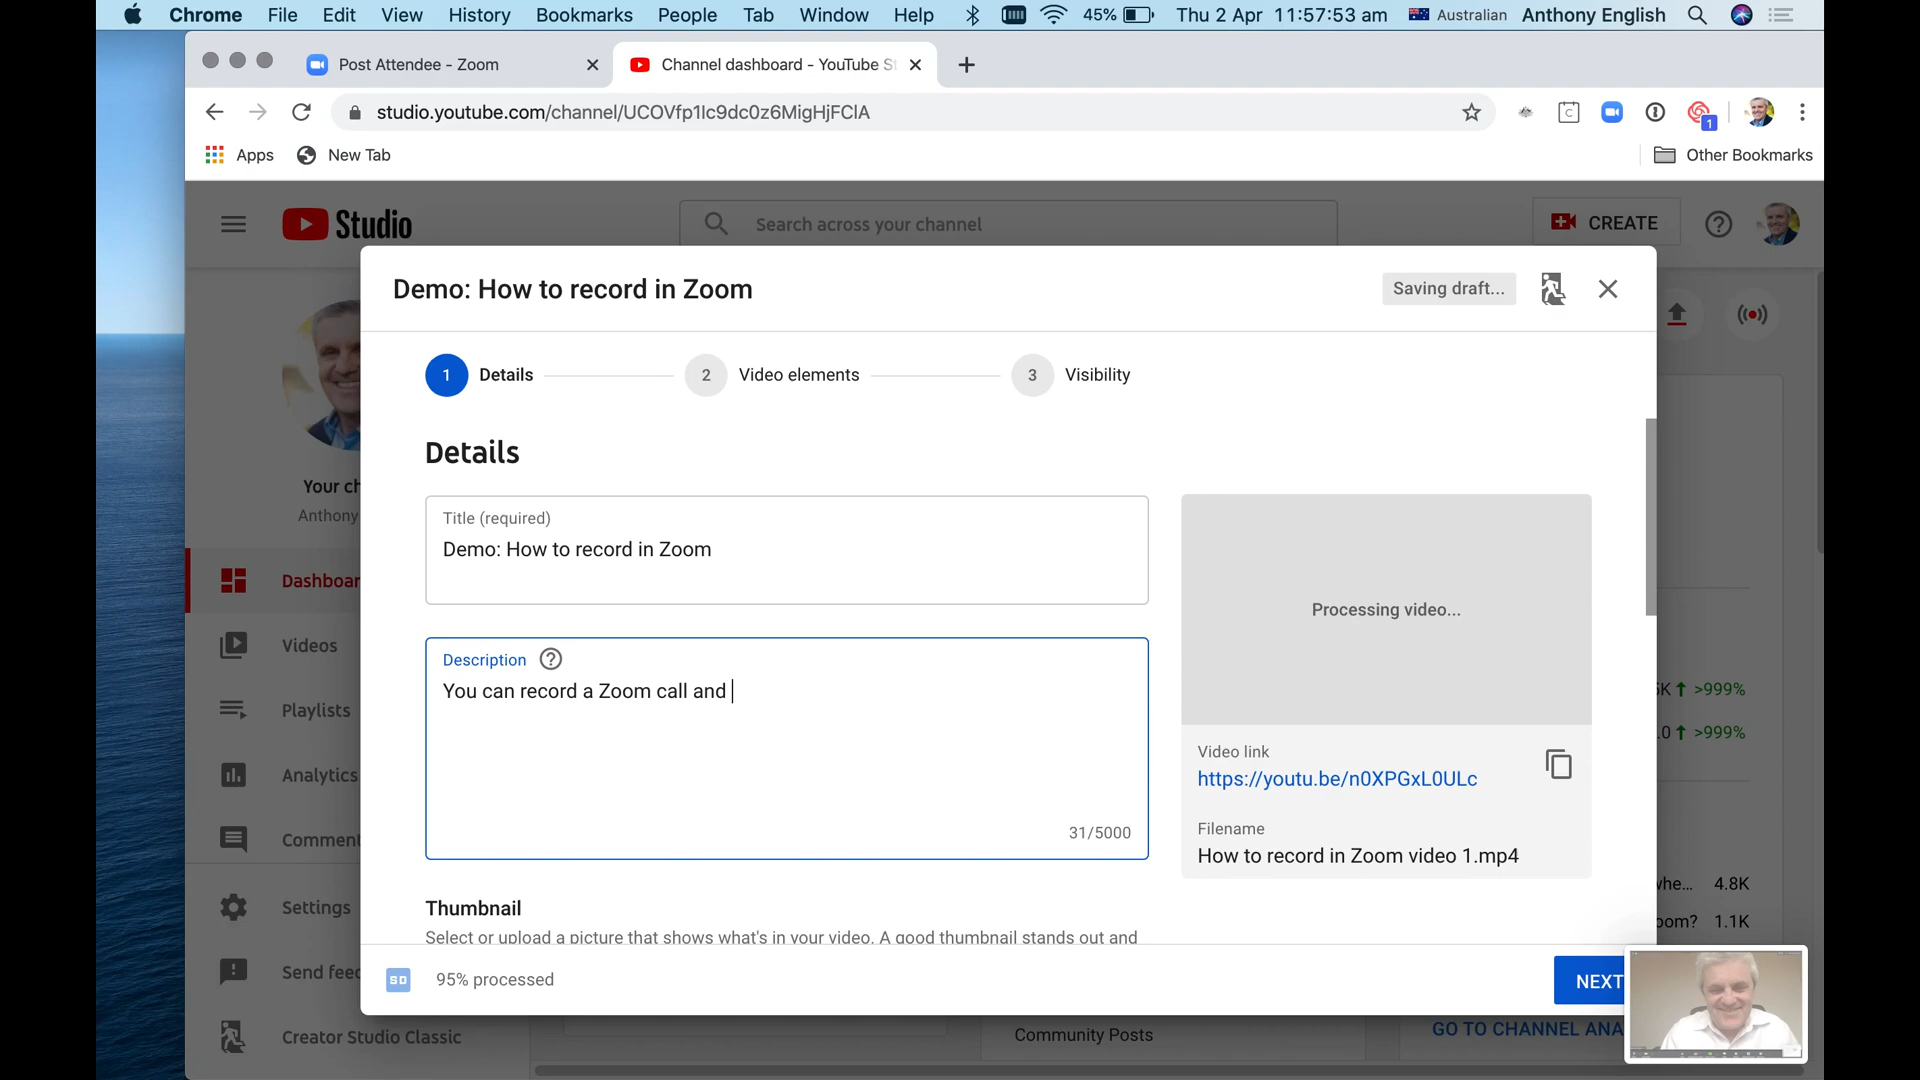 Chrome File Edit View History Bookmarks People Tab Window Help 45% Thu 2 Apr 11:57:53 am Australian Anthony English
Post Attendee - Zoom
Channel dashboard - YouTube St
studio.youtube.com/channel/UCOVfp1Ic9dc0z6MigHjFClA
1
Apps New Tab Other Bookmarks
Studio
Search across your channel
CREATE
Demo: How to record in Zoom
Saving draft...
1 Details 2 Video elements 3 Visibility
Details
Your ch
Anthony
Title (required)
Demo: How to record in Zoom
Processing video...
Dashboar
Videos
Playlists
Analytics
Comment
Settings
Send fee
Creator Studio Classic
Description
You can record a Zoom call and
31/5000
Video link
https://youtu.be/n0XPGxL0ULc
Filename
How to record in Zoom video 1.mp4
K >999%
.0 >999%
whe... 4.8K
oom? 1.1K
Thumbnail
Select or upload a picture that shows what's in your video. A good thumbnail stands out and
SD 95% processed
NEXT
Community Posts
GO TO CHANNEL ANA